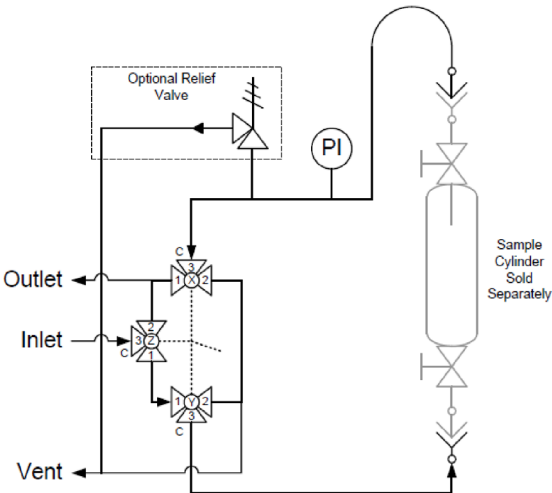 Optional Relief
Valve
PI
C
3
Outlet
1 X 2
Sample
Cylinder
Sold
Separately
2
Inlet
3 Z
C
1
1 Y 2
3
C
Vent